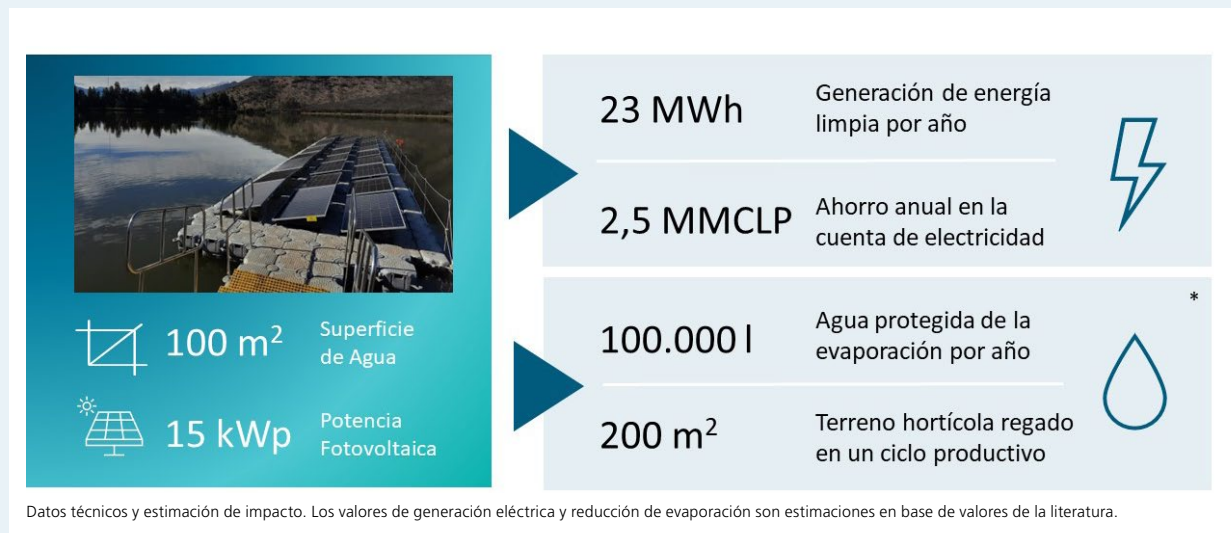 100 m²
Superficie
de Agua
15 kWp
Potencia
Fotovoltaica
23 MWh
Generación de energía
limpia por año
2,5 MMCLP
Ahorro anual en la
cuenta de electricidad
*
100.000 l
Agua protegida de la
evaporación por año
200 m²
Terreno hortícola regado
en un ciclo productivo
Datos técnicos y estimación de impacto. Los valores de generación eléctrica y reducción de evaporación son estimaciones en base de valores de la literatura.